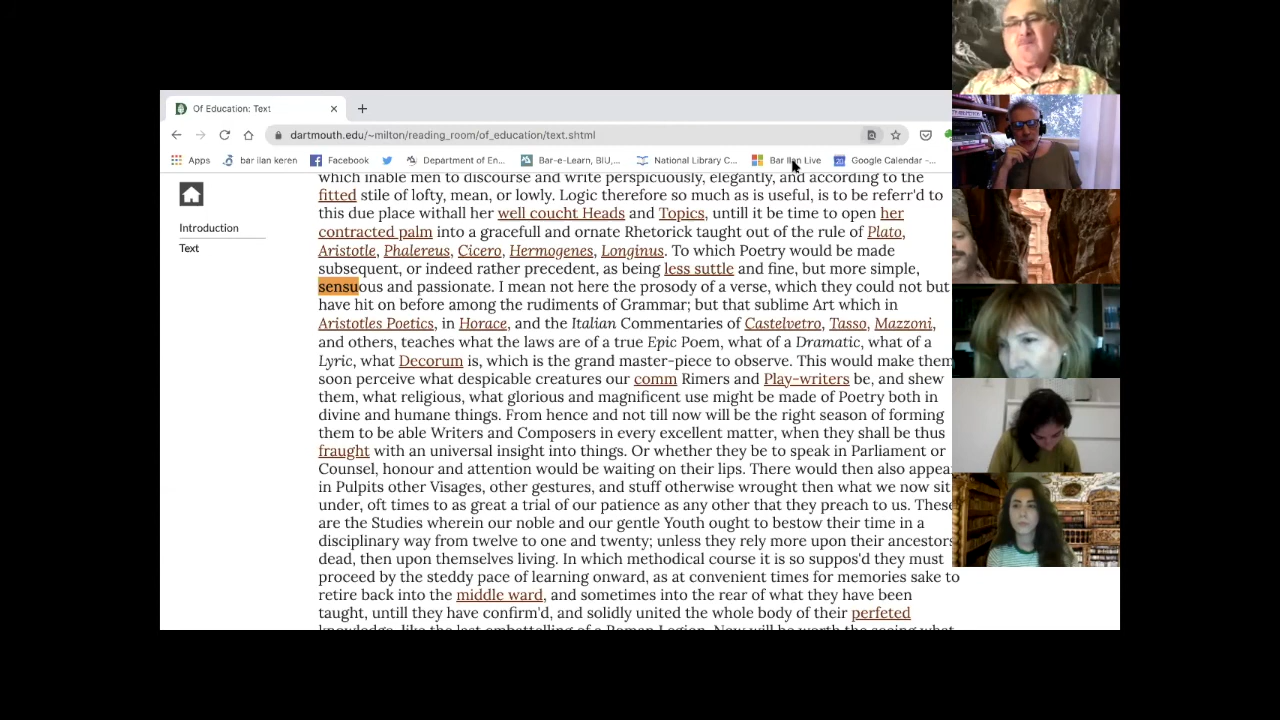 Of Education: Text
dartmouth.edu/~milton/reading_room/of_education/text.shtml
Apps bar ilan keren Facebook Department of En... Bar-e-Learn, BIU,... National Library C... Bar Ilan Live Google Calendar -...
Introduction
Text
which inable men to discourse and write perspicuously, elegantly, and according to the
fitted stile of lofty, mean, or lowly. Logic therefore so much as is useful, is to be referr'd to
this due place withall her well coucht Heads and Topics, untill it be time to open her
contracted palm into a gracefull and ornate Rhetorick taught out of the rule of Plato,
Aristotle, Phalereus, Cicero, Hermogenes, Longinus. To which Poetry would be made
subsequent, or indeed rather precedent, as being less suttle and fine, but more simple,
sensuous and passionate. I mean not here the prosody of a verse, which they could not but
have hit on before among the rudiments of Grammar; but that sublime Art which in
Aristotles Poetics, in Horace, and the Italian Commentaries of Castelvetro, Tasso, Mazzoni,
and others, teaches what the laws are of a true Epic Poem, what of a Dramatic, what of a
Lyric, what Decorum is, which is the grand master-piece to observe. This would make them
soon perceive what despicable creatures our comm Rimers and Play-writers be, and shew
them, what religious, what glorious and magnificent use might be made of Poetry both in
divine and humane things. From hence and not till now will be the right season of forming
them to be able Writers and Composers in every excellent matter, when they shall be thus
fraught with an universal insight into things. Or whether they be to speak in Parliament or
Counsel, honour and attention would be waiting on their lips. There would then also appea
in Pulpits other Visages, other gestures, and stuff otherwise wrought then what we now sit
under, oft times to as great a trial of our patience as any other that they preach to us. These
are the Studies wherein our noble and our gentle Youth ought to bestow their time in a
disciplinary way from twelve to one and twenty; unless they rely more upon their ancestors
dead, then upon themselves living. In which methodical course it is so suppos'd they must
proceed by the steddy pace of learning onward, as at convenient times for memories sake to
retire back into the middle ward, and sometimes into the rear of what they have been
taught, untill they have confirm'd, and solidly united the whole body of their perfeted
knowledge, like the last embattelling of a Roman Legion. Now will be worth the seeing what